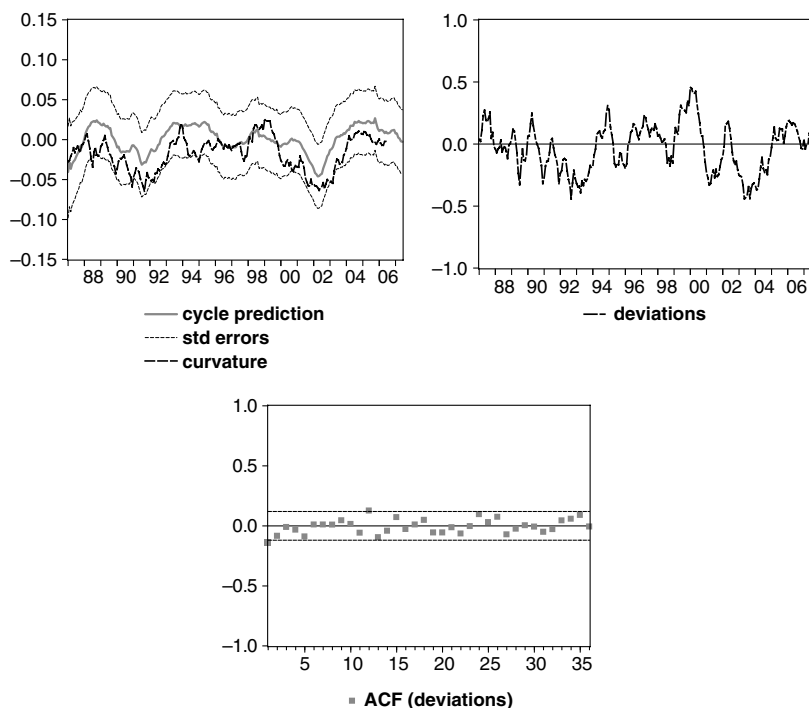 0.15
0.10
0.05
0.00
−0.05
−0.10
−0.15
88 90 92 94 96 98 00 02 04 06
cycle prediction
std errors
curvature
1.0
0.5
0.0
−0.5
−1.0
88 90 92 94 96 98 00 02 04 06
deviations
1.0
0.5
0.0
−0.5
−1.0
5 10 15 20 25 30 35
ACF (deviations)